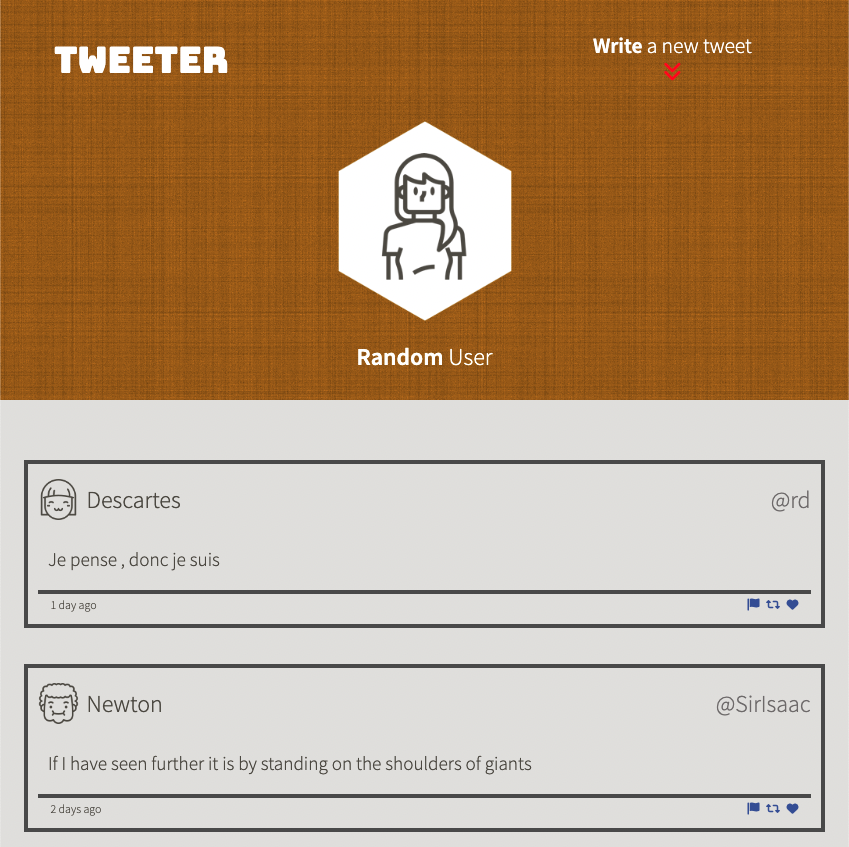 TWEETER
Write a new tweet
Random User
Descartes
@rd
Je pense , donc je suis
1 day ago
Newton
@SirIsaac
If I have seen further it is by standing on the shoulders of giants
2 days ago